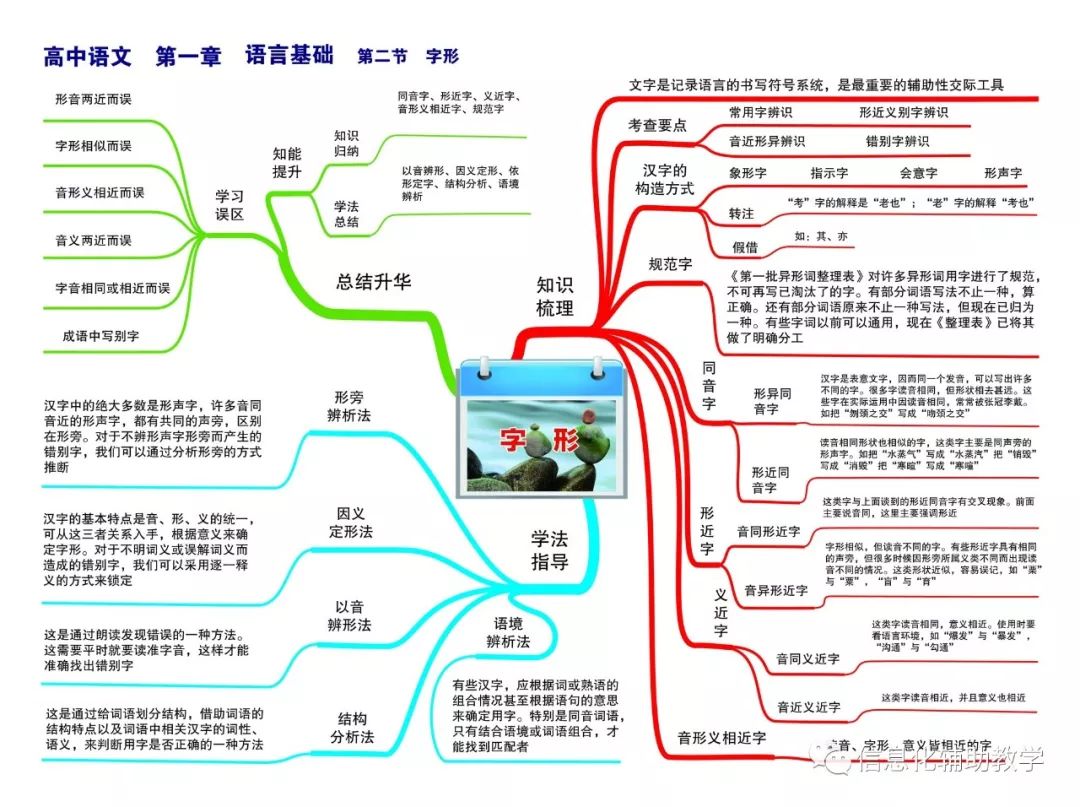 高中语文 第一章 语言基础 第二节 字形
形音两近而误
字形相似而误
音形义相近而误
音义两近而误
字音相同或相近而误
成语中写别字
学习
误区
知能
提升
知识
归纳
同音字、形近字、义近字、
音形义相近字、规范字
学法
总结
以音辨形、因义定形、依
形定字、结构分析、语境
辨析
总结升华
知识
梳理
文字是记录语言的书写符号系统，是最重要的辅助性交际工具
考查要点
常用字辨识 形近义别字辨识
音近形异辨识 错别字辨识
汉字的
构造方式
象形字 指示字 会意字 形声字
转注
“考”字的解释是“老也”；“老”字的解释“考也”
假借
如：其、亦
规范字
《第一批异形词整理表》对许多异形词用字进行了规范，
不可再写已淘汰了的字。有部分词语写法不止一种，算
正确。还有部分词语原来不止一种写法，但现在已归为
一种。有些字词以前可以通用，现在《整理表》已将其
做了明确分工
同音字
形异同
音字
汉字是表意文字，因而同一个发音，可以写出许多
不同的字。很多字读音相同，但形状相去甚远。这
些字在实际运用中因读音相同，常常被张冠李戴。
如把“刎颈之交”写成“吻颈之交”
形近同
音字
读音相同形状也相似的字，这类字主要是同声旁的
形声字。如把“水蒸气”写成“水蒸汽”把“销毁”
写成“消毁”把“寒暄”写成“寒喧”
形近字
音同形近字
这类字与上面谈到的形近同音字有交叉现象。前面
主要说音同，这里主要强调形近
音异形近字
字形相似，但读音不同的字。有些形近字具有相同
的声旁，但很多时候因形旁所属义类不同而出现读
音不同的情况。这类形状近似，容易误记，如“栗”
与“粟”，“盲”与“育”
义近字
音同义近字
这类字读音相同，意义相近。使用时要
看语言环境，如“爆发”与“暴发”，
“沟通”与“勾通”
音近义近字
这类字读音相近，并且意义也相近
音形义相近字
音、字形、意义皆相近的字
字 形
学法
指导
形旁
辨析法
汉字中的绝大多数是形声字，许多音同
音近的形声字，都有共同的声旁，区别
在形旁。对于不辨形声字形旁而产生的
错别字，我们可以通过分析形旁的方式
推断
因义
定形法
汉字的基本特点是音、形、义的统一，
可从这三者关系入手，根据意义来确
定字形。对于不明词义或误解词义而
造成的错别字，我们可以采用逐一释
义的方式来锁定
以音
辨形法
这是通过朗读发现错误的一种方法。
这需要平时就要读准字音，这样才能
准确找出错别字
结构
分析法
这是通过给词语划分结构，借助词语的
结构特点以及词语中相关汉字的词性、
语义，来判断用字是否正确的一种方法
语境
辨析法
有些汉字，应根据词或熟语的
组合情况甚至根据语句的意思
来确定用字。特别是同音词语，
只有结合语境或词语组合，才
能找到匹配者
信息化辅助教学